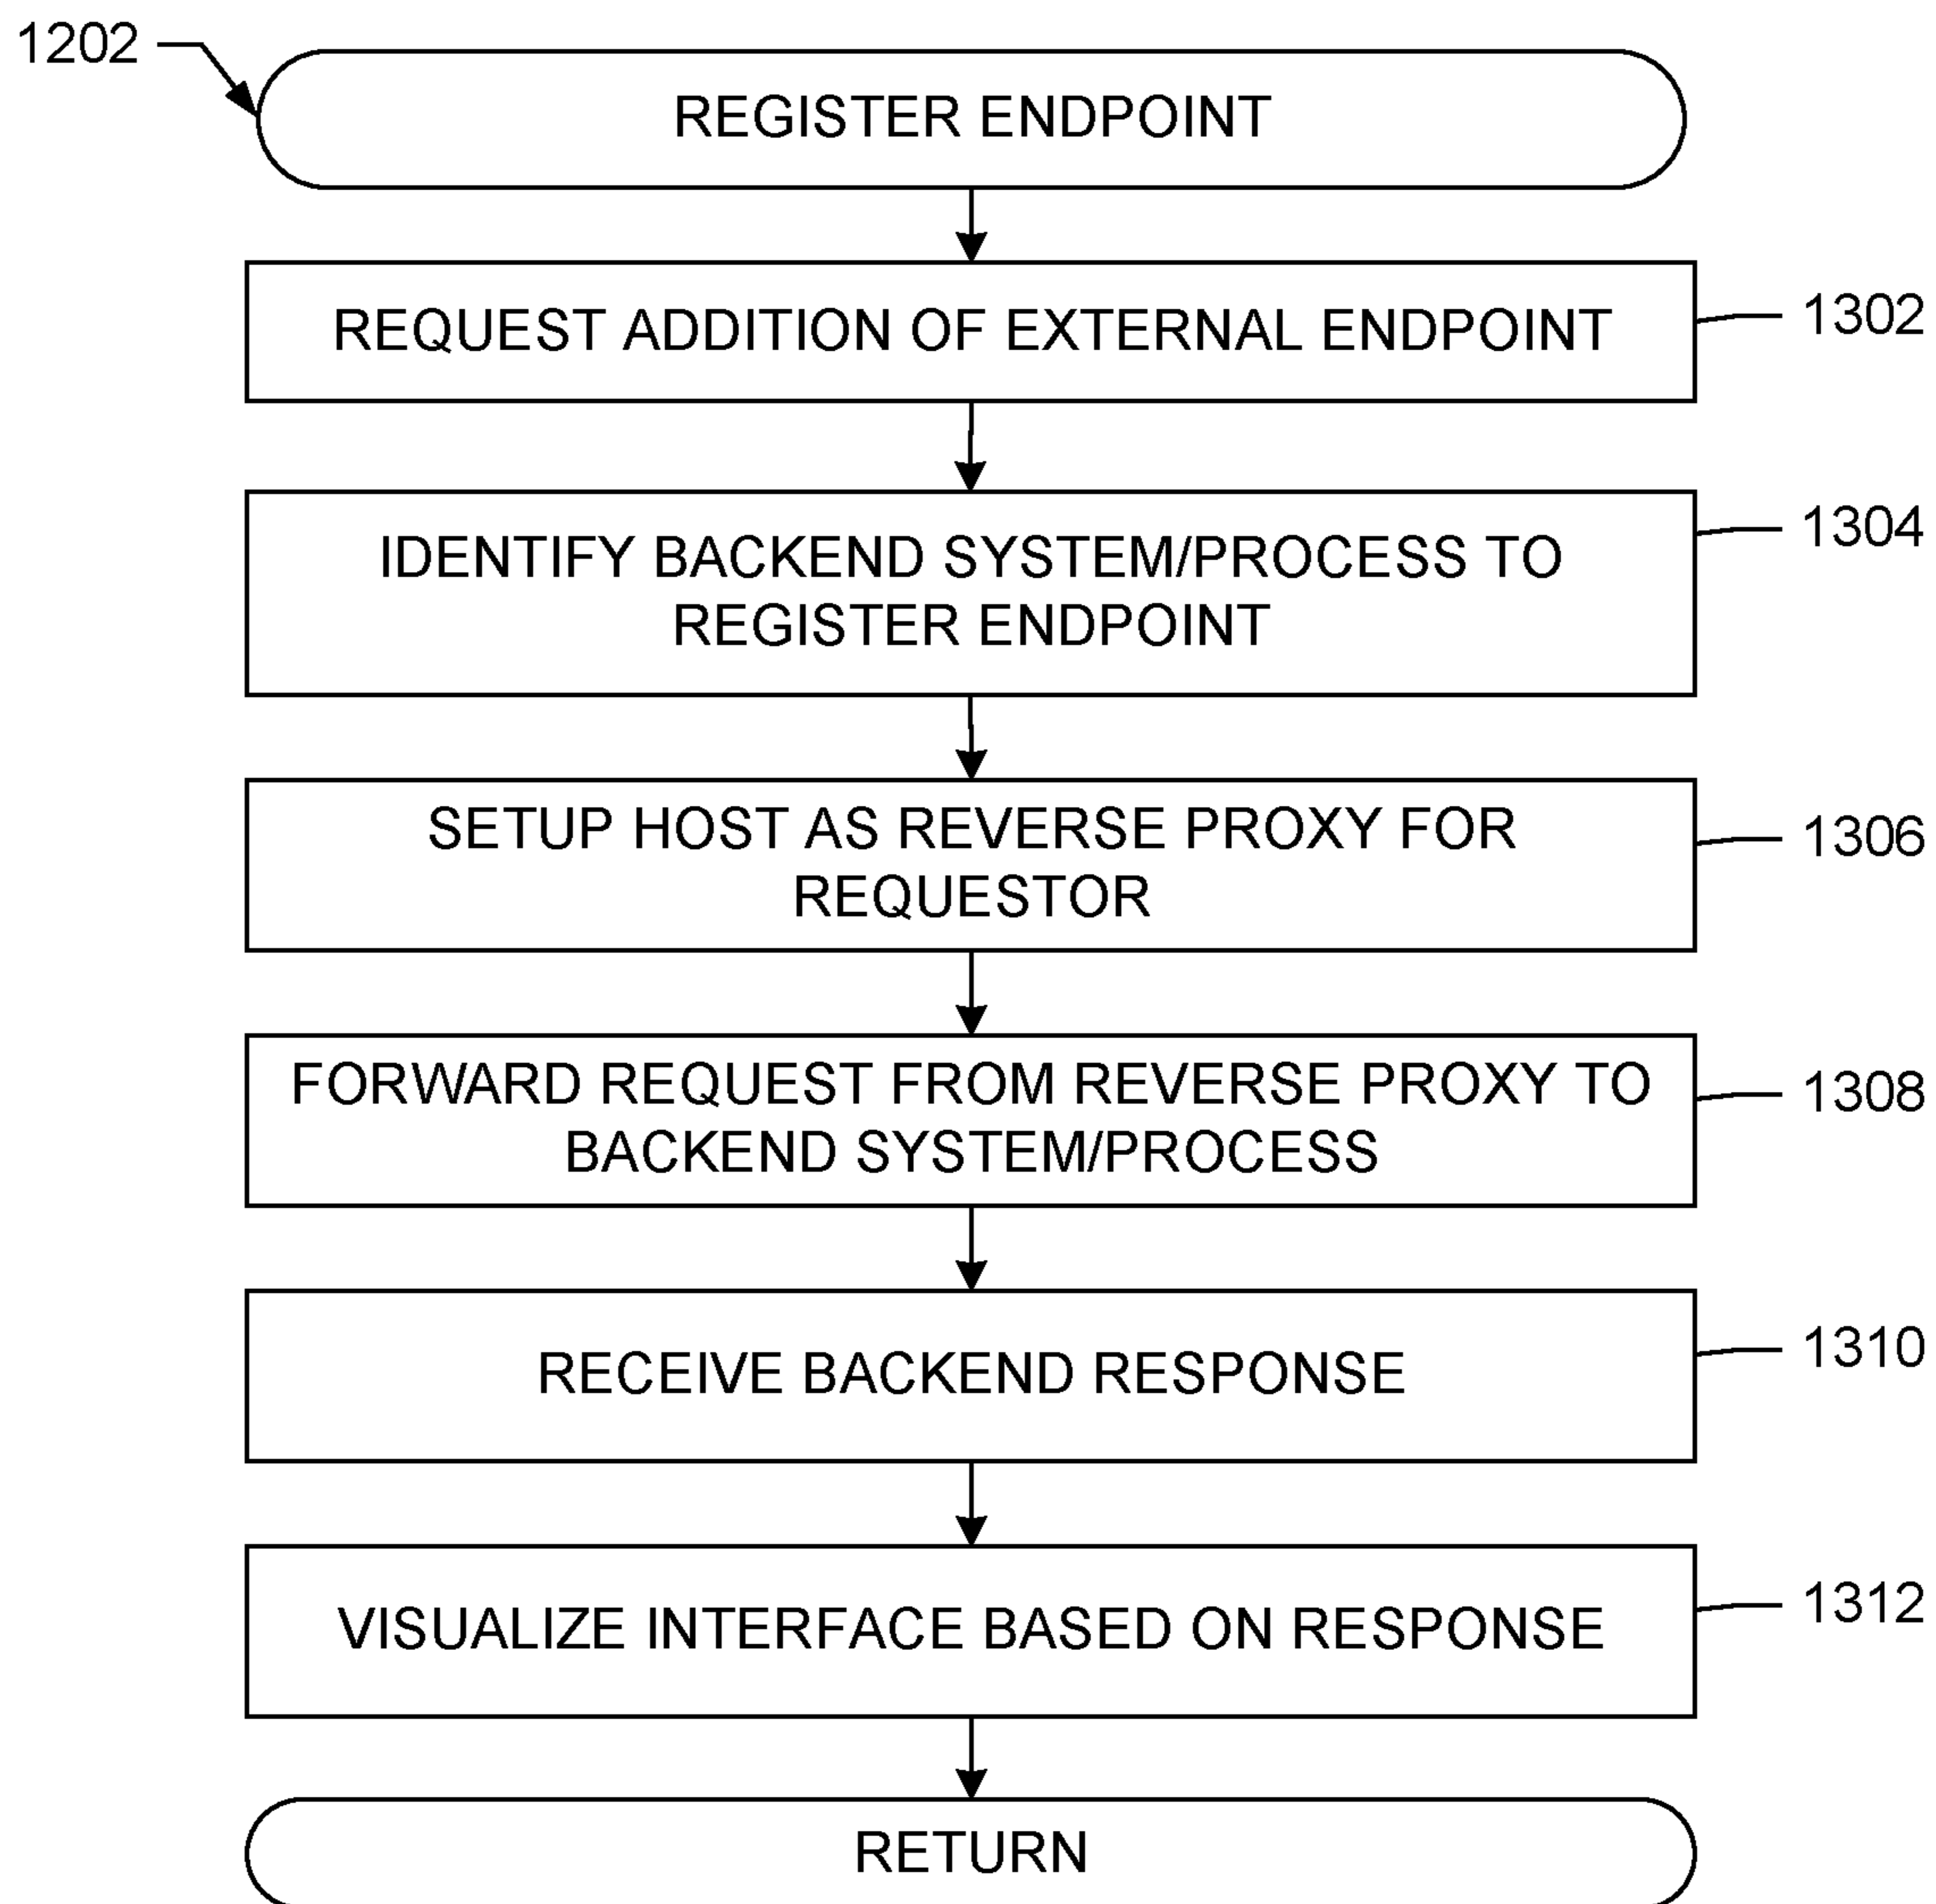 1202
REGISTER ENDPOINT
REQUEST ADDITION OF EXTERNAL ENDPOINT
1302
IDENTIFY BACKEND SYSTEM/PROCESS TO
REGISTER ENDPOINT
1304
SETUP HOST AS REVERSE PROXY FOR
REQUESTOR
1306
FORWARD REQUEST FROM REVERSE PROXY TO
BACKEND SYSTEM/PROCESS
1308
RECEIVE BACKEND RESPONSE
1310
VISUALIZE INTERFACE BASED ON RESPONSE
1312
RETURN